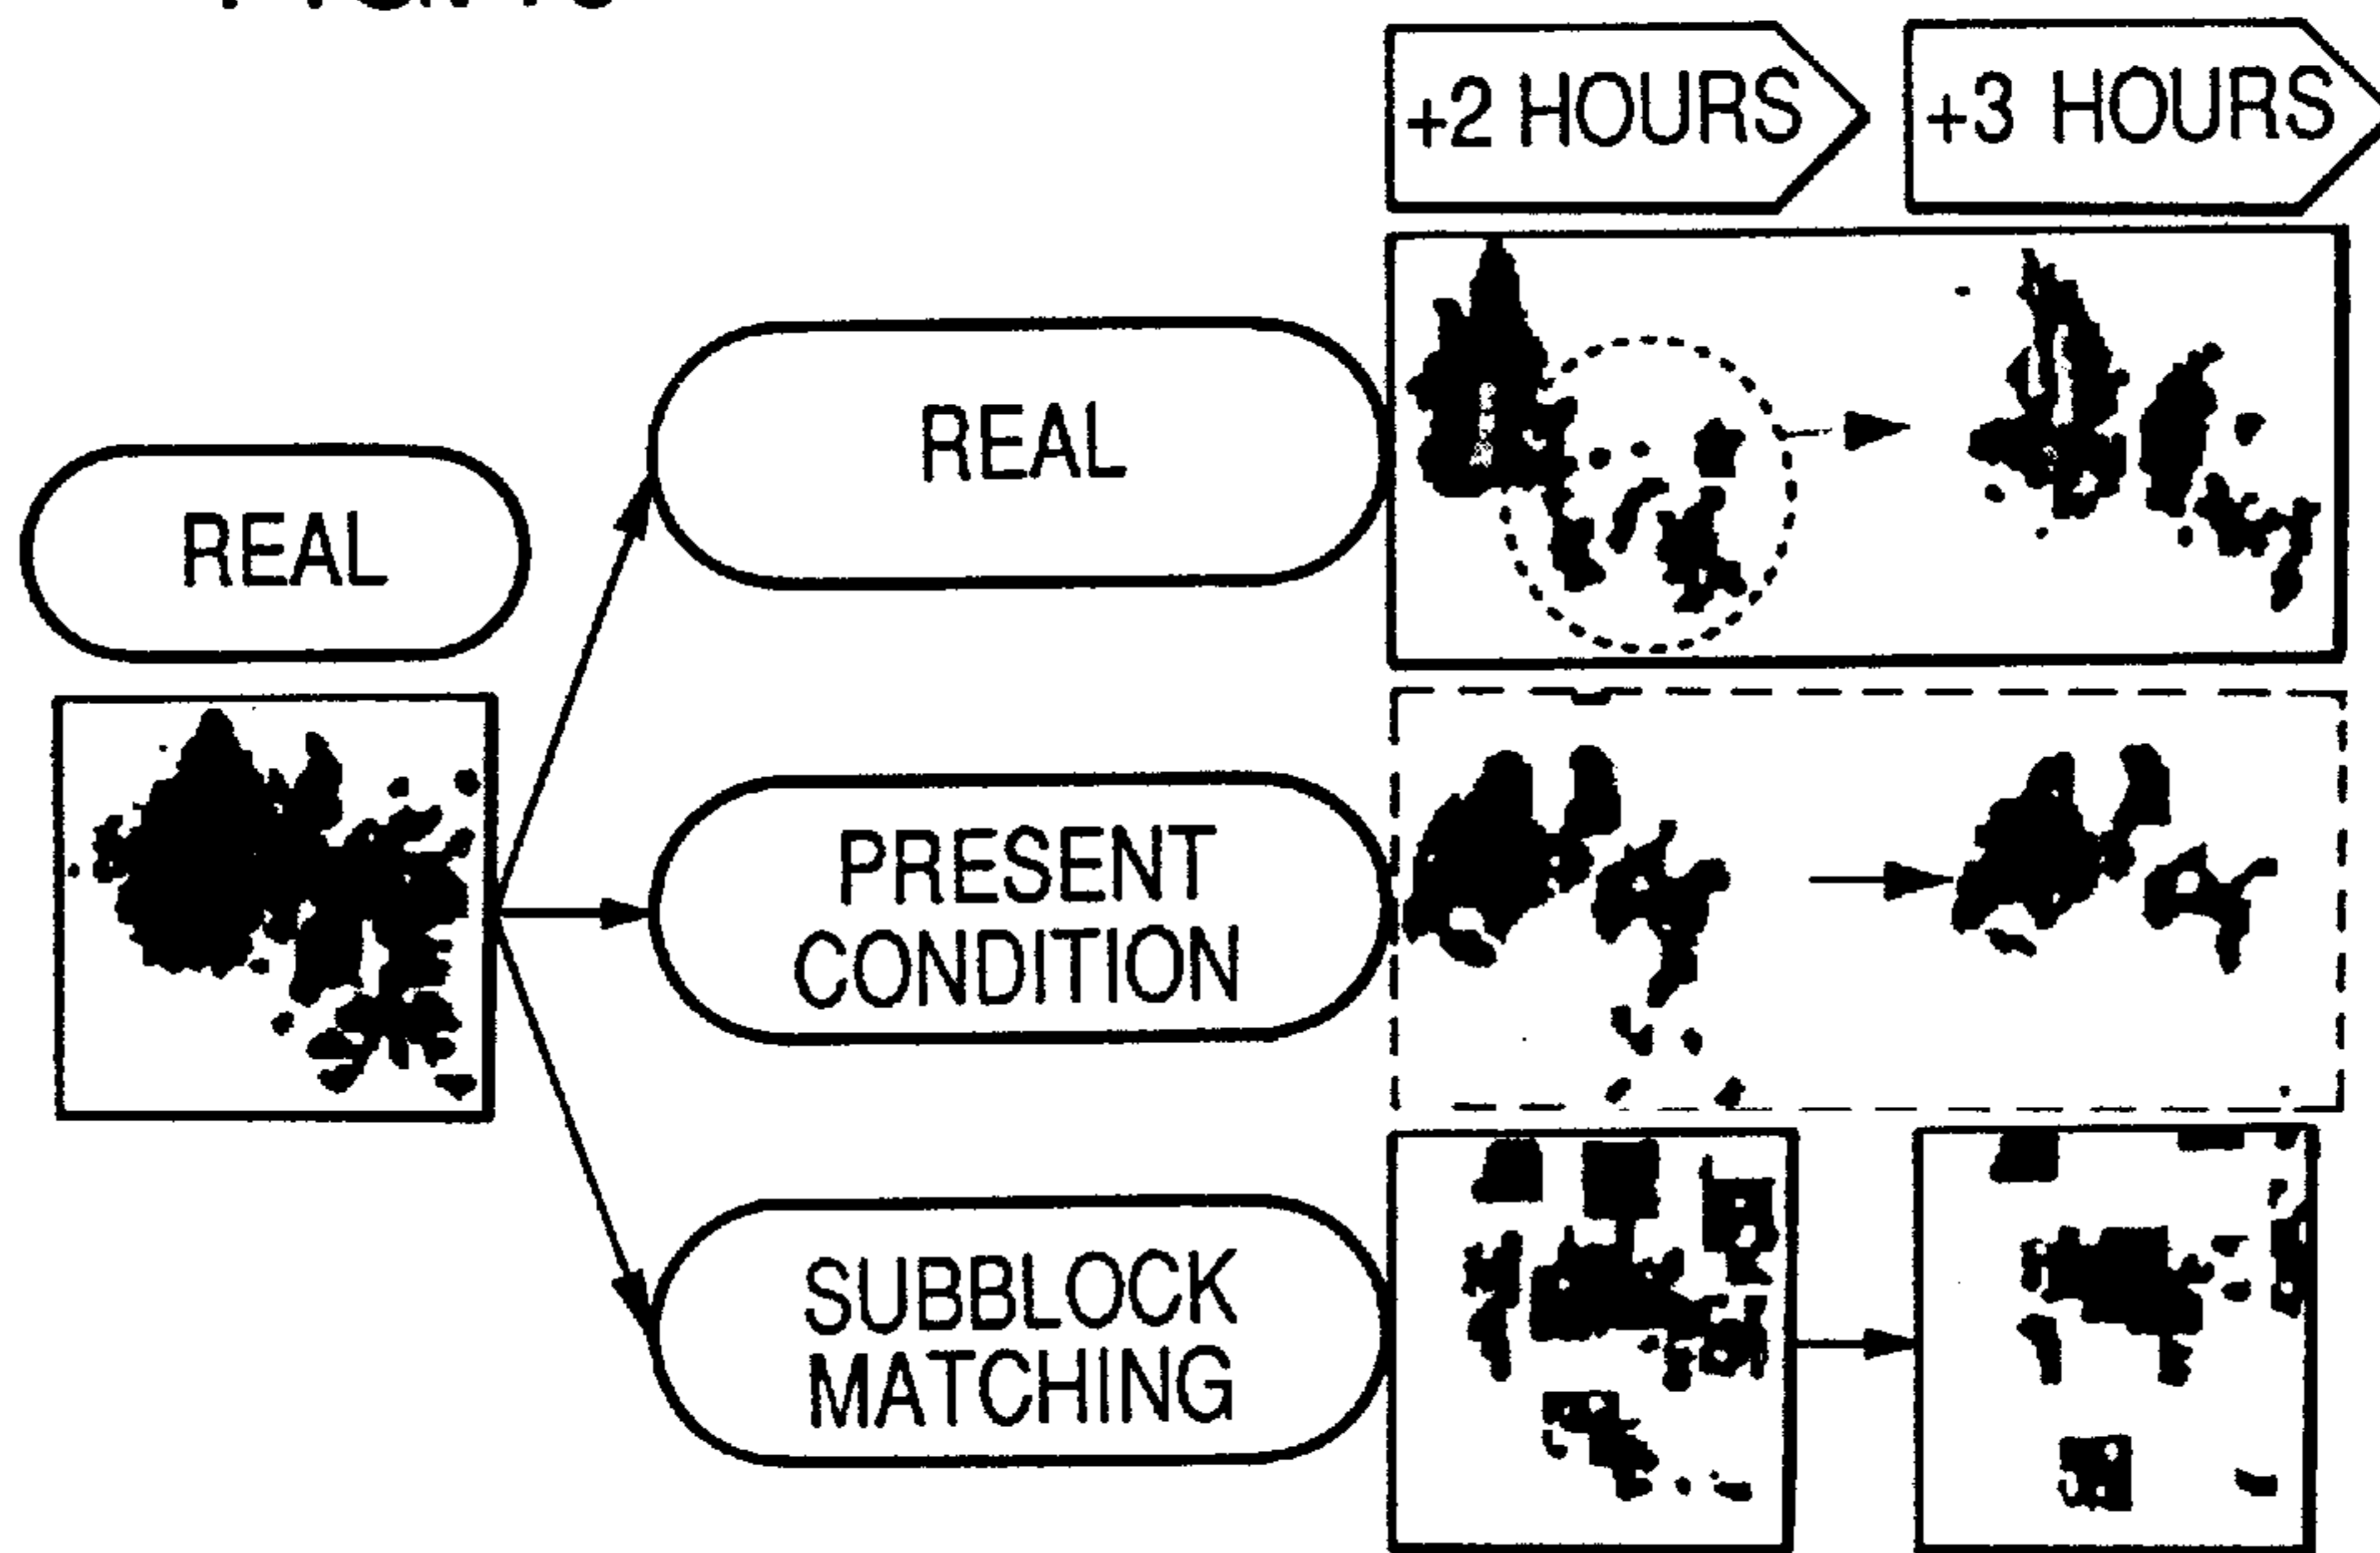 +2 HOURS
+3 HOURS
REAL
REAL
PRESENT
CONDITION
SUBBLOCK
MATCHING